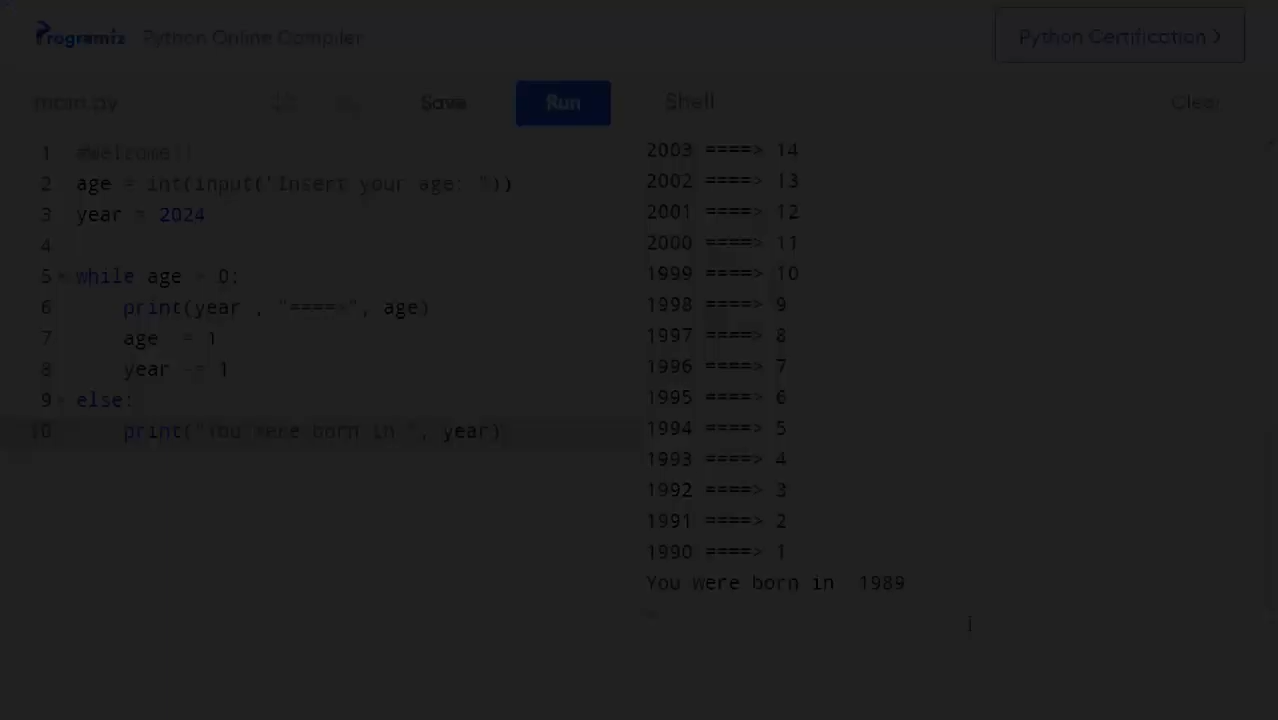 Programiz Python Online Compiler
Python Certification >
main.py
Save
Run
Shell
Clear
1 #Welcome!!
2 age = int(input("Insert your age: "))
3 year = 2024
4
5 while age > 0:
6 print(year , "====>", age)
7 age -= 1
8 year -= 1
9 else:
10 print("You were born in ", year)
2003 ====> 14
2002 ====> 13
2001 ====> 12
2000 ====> 11
1999 ====> 10
1998 ====> 9
1997 ====> 8
1996 ====> 7
1995 ====> 6
1994 ====> 5
1993 ====> 4
1992 ====> 3
1991 ====> 2
1990 ====> 1
You were born in  1989